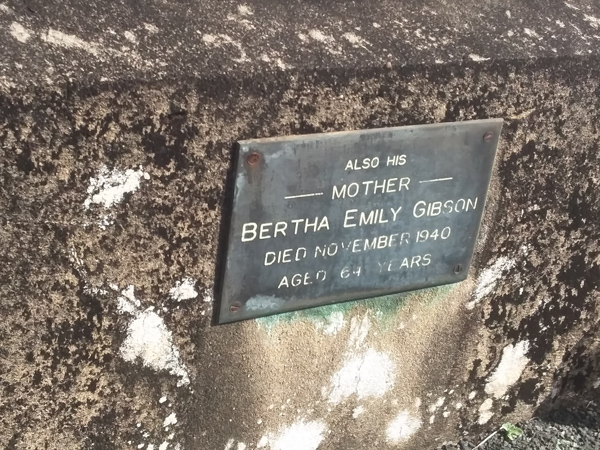 ALSO HIS
MOTHER
BERTHA EMILY GIBSON
DIED NOVEMBER 1940
AGED 64 YEARS